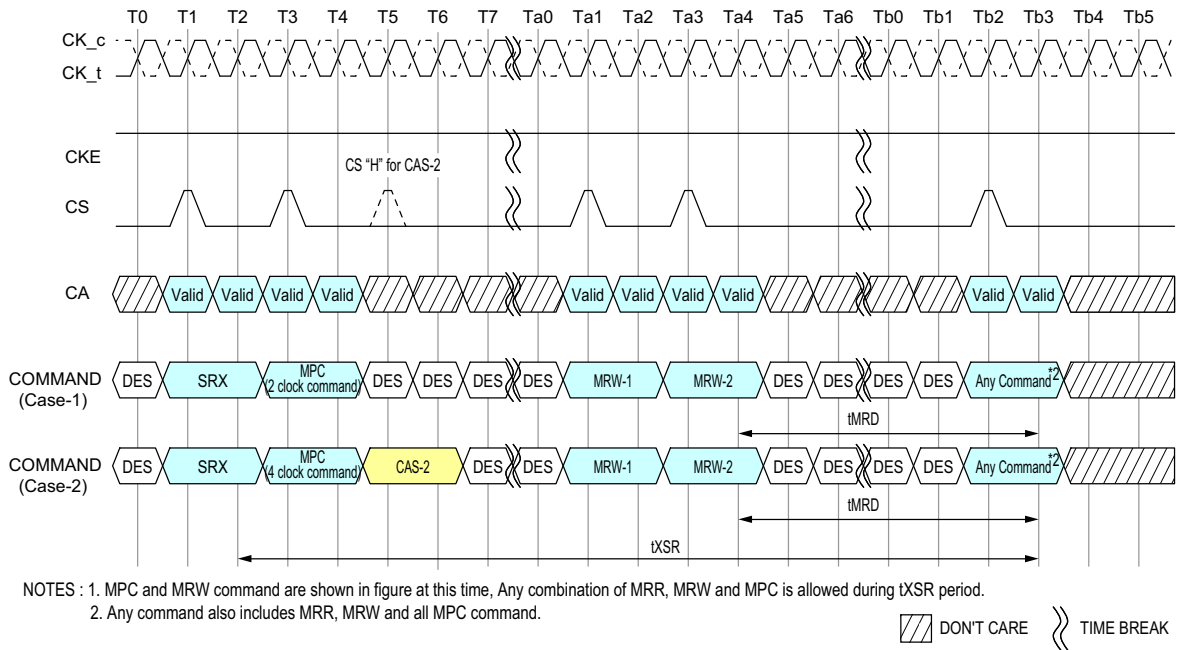 T0 T1 T2 T3 T4 T5 T6 T7 Ta0 Ta1 Ta2 Ta3 Ta4 Ta5 Ta6 Tb0 Tb1 Tb2 Tb3 Tb4 Tb5
CK_c
CK_t
CKE
CS "H" for CAS-2
CS
CA Valid Valid Valid Valid Valid Valid Valid Valid Valid Valid
COMMAND (Case-1) DES SRX MPC (2 clock command) DES DES DES DES MRW-1 MRW-2 DES DES DES DES Any Command*2
tMRD
COMMAND (Case-2) DES SRX MPC (4 clock command) CAS-2 DES DES MRW-1 MRW-2 DES DES DES DES Any Command*2
tMRD
tXSR
NOTES : 1. MPC and MRW command are shown in figure at this time, Any combination of MRR, MRW and MPC is allowed during tXSR period.
2. Any command also includes MRR, MRW and all MPC command.
DON'T CARE TIME BREAK